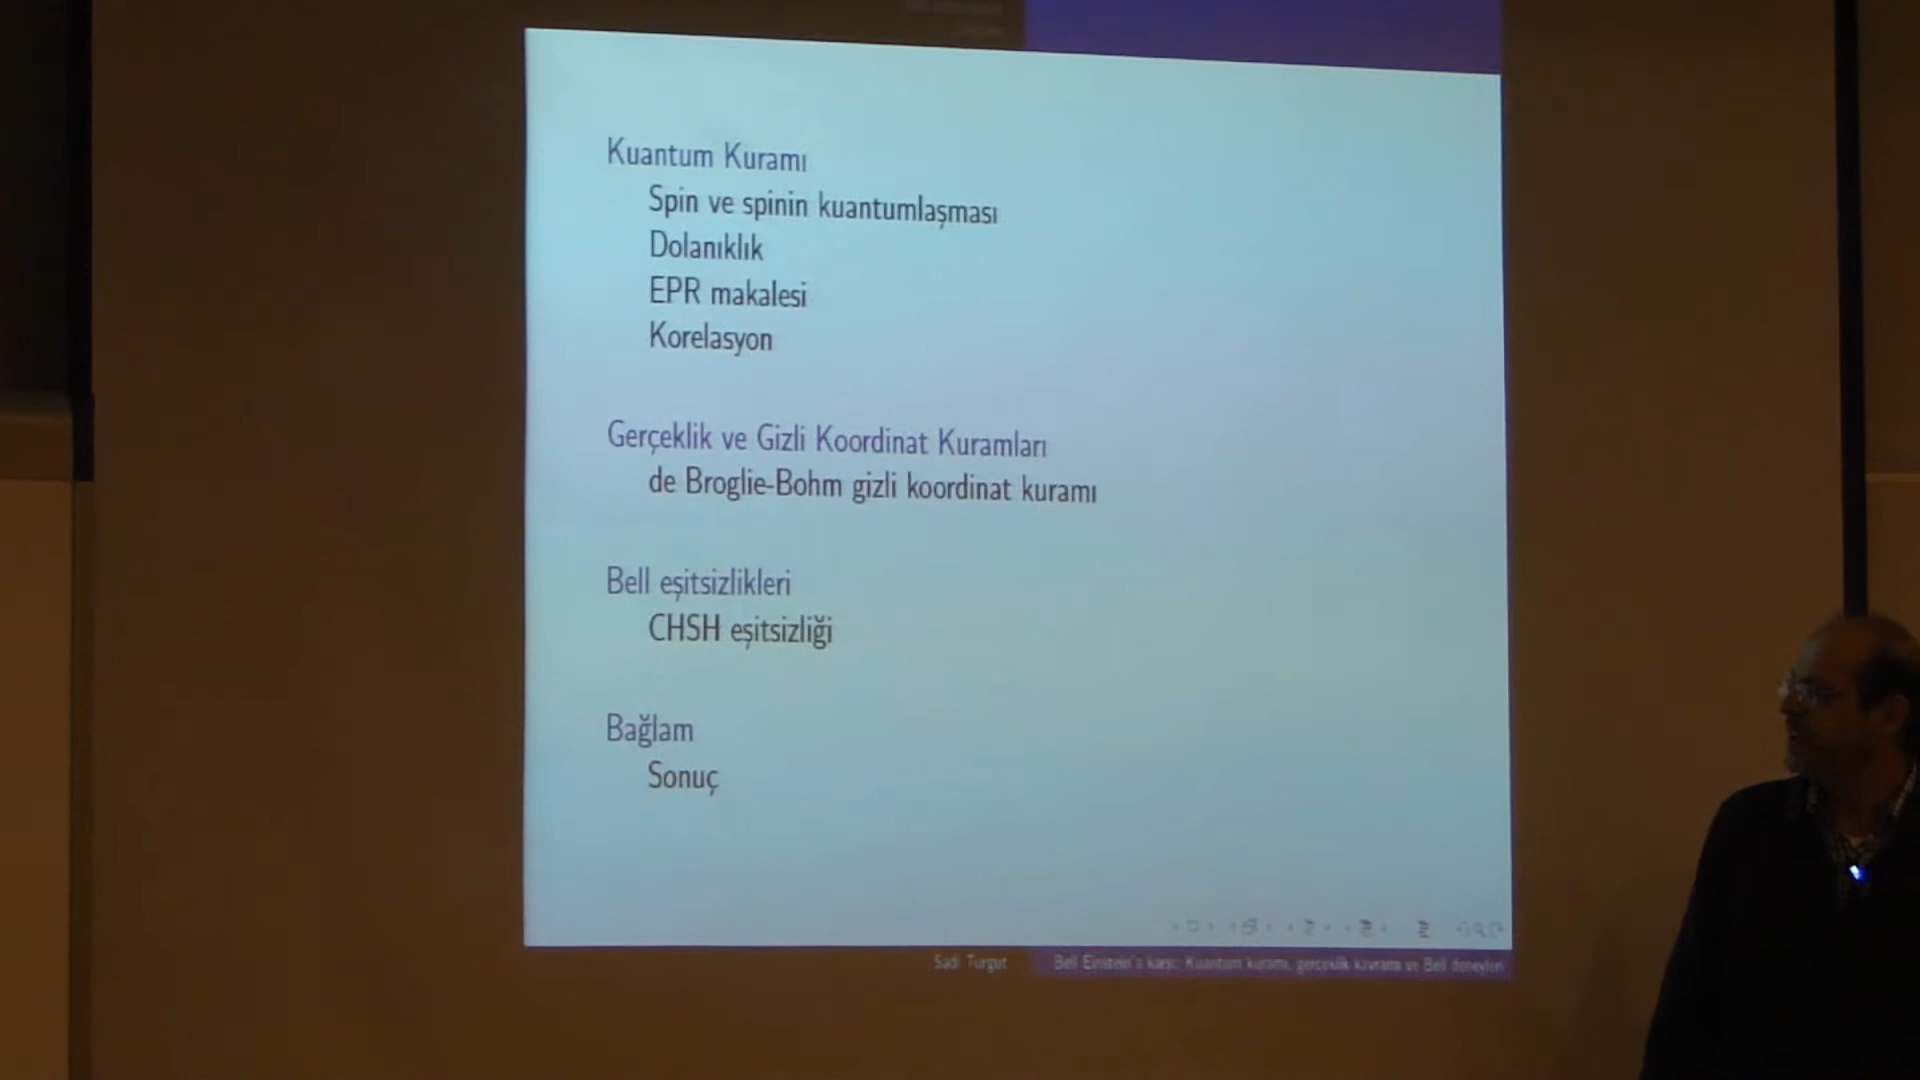 Kuantum Kuramı
Spin ve spinin kuantumlaşması
Dolanıklık
EPR makalesi
Korelasyon
Gerçeklik ve Gizli Koordinat Kuramları
de Broglie-Bohm gizli koordinat kuramı
Bell eşitsizlikleri
CHSH eşitsizliği
Bağlam
Sonuç
Sadi Turgut
Bell Einstein'a karşı: Kuantum kuramı, gerçeklik kavramı ve Bell deneyleri